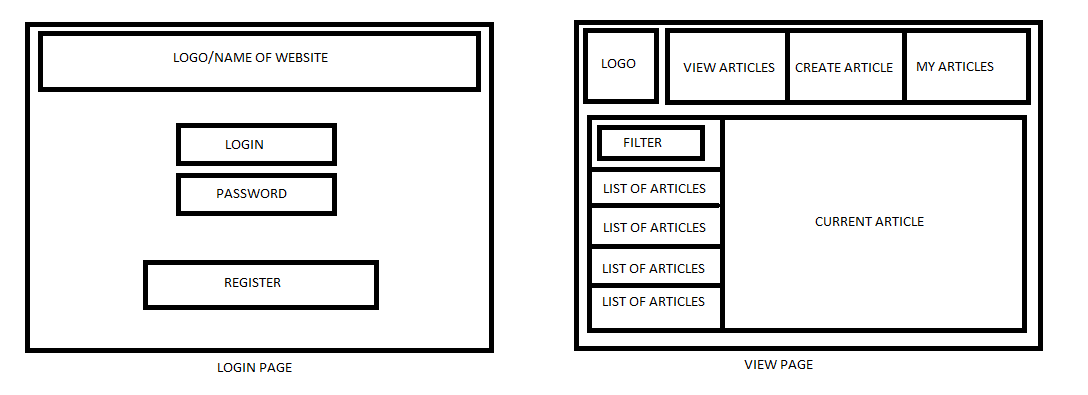 LOGO/NAME OF WEBSITE
LOGIN
PASSWORD
REGISTER
LOGIN PAGE
LOGO
VIEW ARTICLES
CREATE ARTICLE
MY ARTICLES
FILTER
LIST OF ARTICLES
LIST OF ARTICLES
LIST OF ARTICLES
LIST OF ARTICLES
CURRENT ARTICLE
VIEW PAGE